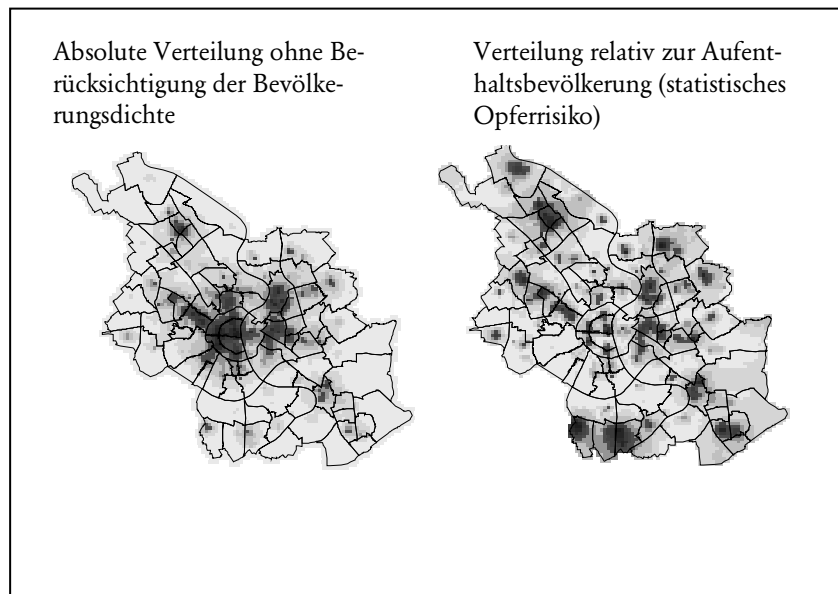 Absolute Verteilung ohne Be-
rücksichtigung der Bevölke-
rungsdichte
Verteilung relativ zur Aufent-
haltsbevölkerung (statistisches
Opferrisiko)